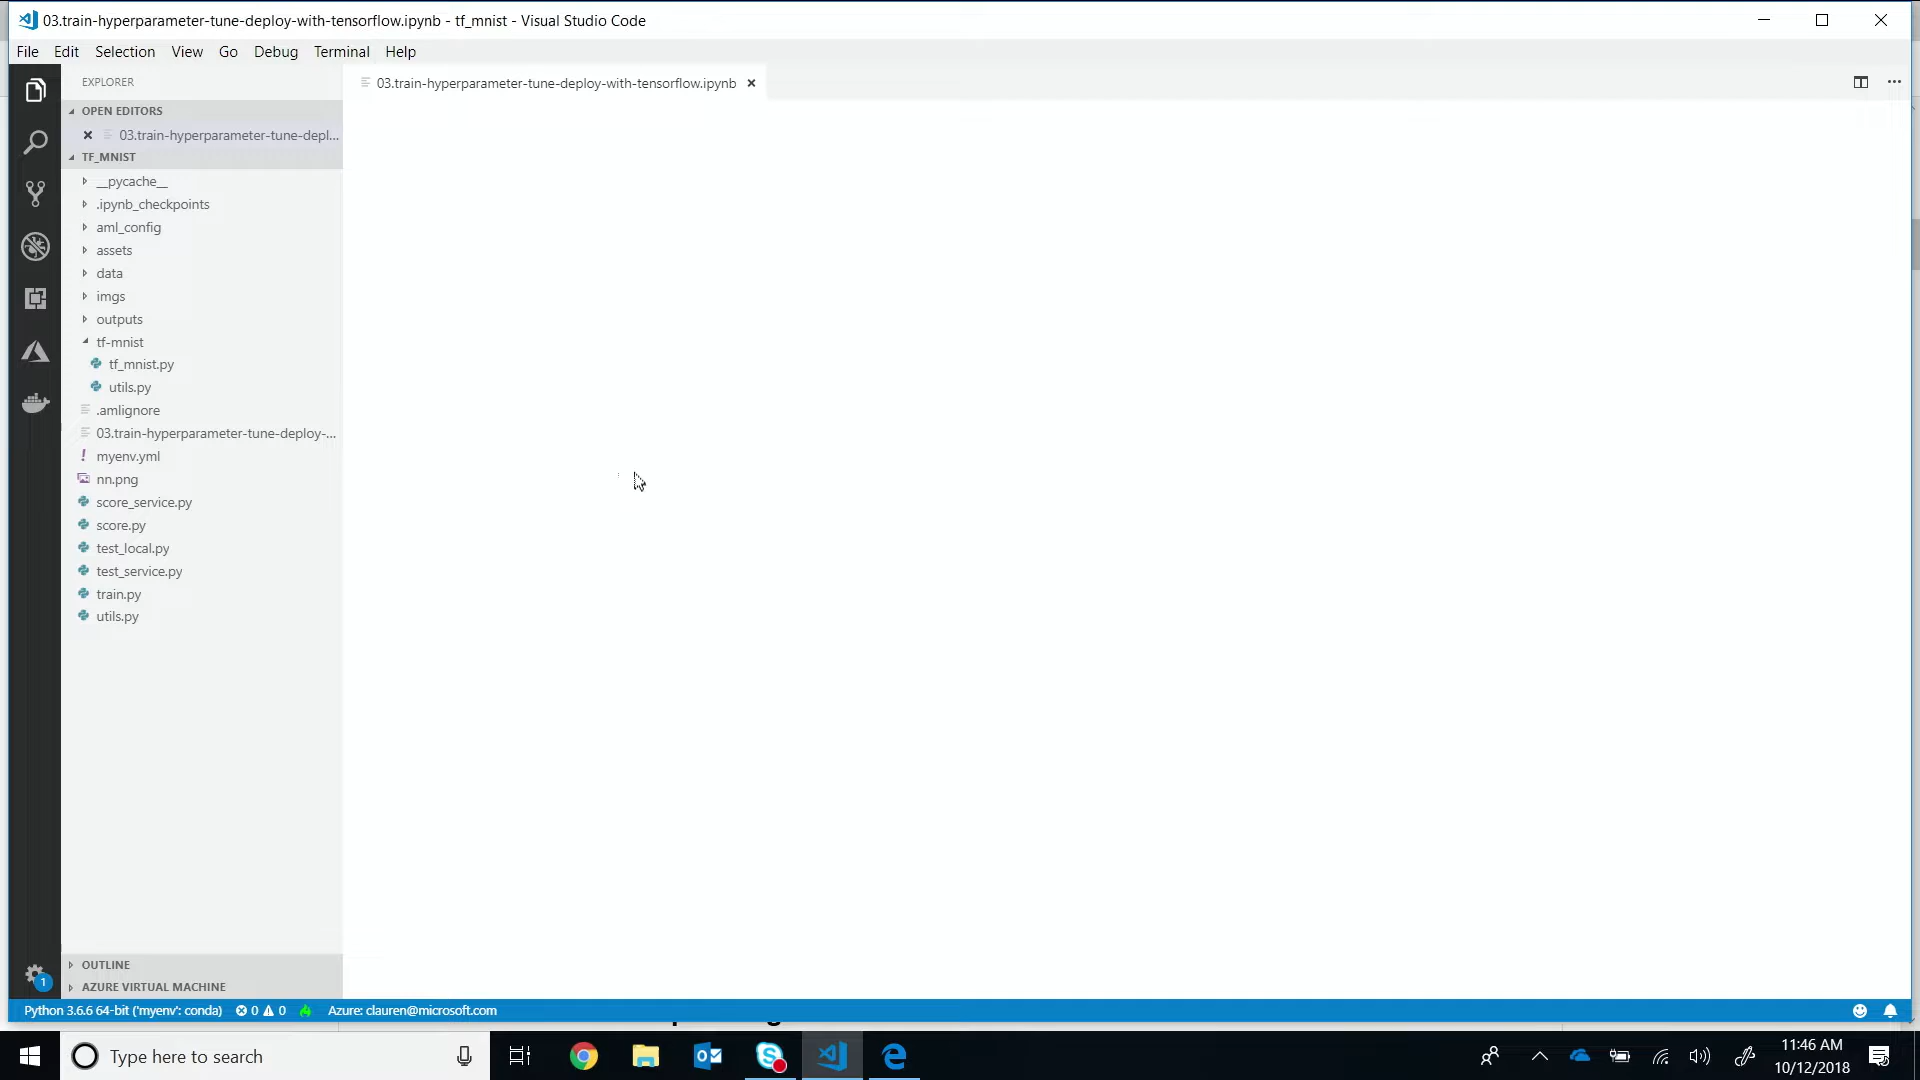 03.train-hyperparameter-tune-deploy-with-tensorflow.ipynb - tf_mnist - Visual Studio Code
File Edit Selection View Go Debug Terminal Help
EXPLORER
03.train-hyperparameter-tune-deploy-with-tensorflow.ipynb
OPEN EDITORS
03.train-hyperparameter-tune-depl...
TF_MNIST
__pycache__
.ipynb_checkpoints
aml_config
assets
data
imgs
outputs
tf-mnist
tf_mnist.py
utils.py
.amlignore
03.train-hyperparameter-tune-deploy-...
myenv.yml
nn.png
score_service.py
score.py
test_local.py
test_service.py
train.py
utils.py
OUTLINE
AZURE VIRTUAL MACHINE
1
Python 3.6.6 64-bit ('myenv': conda) 0 0 Azure: clauren@microsoft.com
Type here to search
11:46 AM
10/12/2018